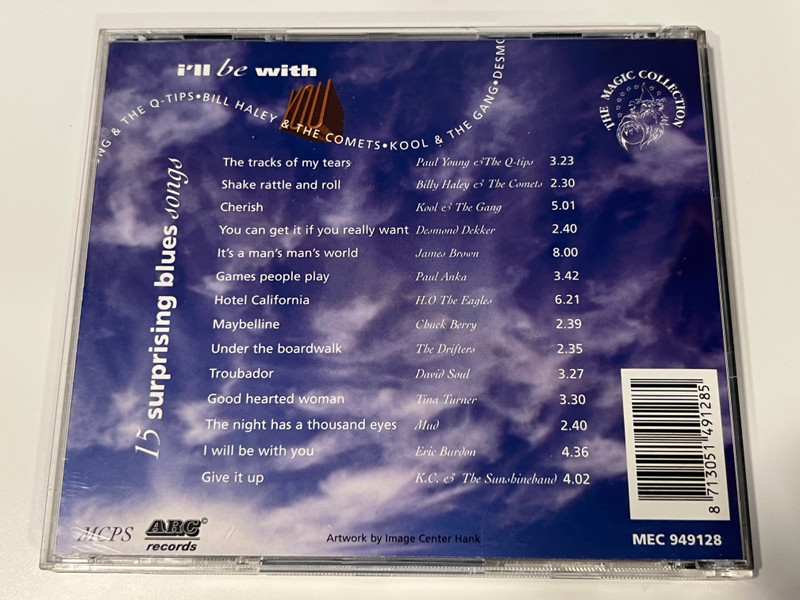 i'll be with
you
NG & THE Q-TIPS•BILL HALEY & THE COMETS•KOOL & THE GANG•DESMO
THE MAGIC COLLECTION
15 surprising blues songs
The tracks of my tears Paul Young & The Q-tips 3.23
Shake rattle and roll Billy Haley & The Comets 2.30
Cherish Kool & The Gang 5.01
You can get it if you really want Desmond Dekker 2.40
It's a man's man's world James Brown 8.00
Games people play Paul Anka 3.42
Hotel California H.O The Eagles 6.21
Maybelline Chuck Berry 2.39
Under the boardwalk The Drifters 2.35
Troubador David Soul 3.27
Good hearted woman Tina Turner 3.30
The night has a thousand eyes Mud 2.40
I will be with you Eric Burdon 4.36
Give it up K.C. & The Sunshineband 4.02
8 713051 491285
MCPS
ARC©
records
Artwork by Image Center Hank
MEC 949128